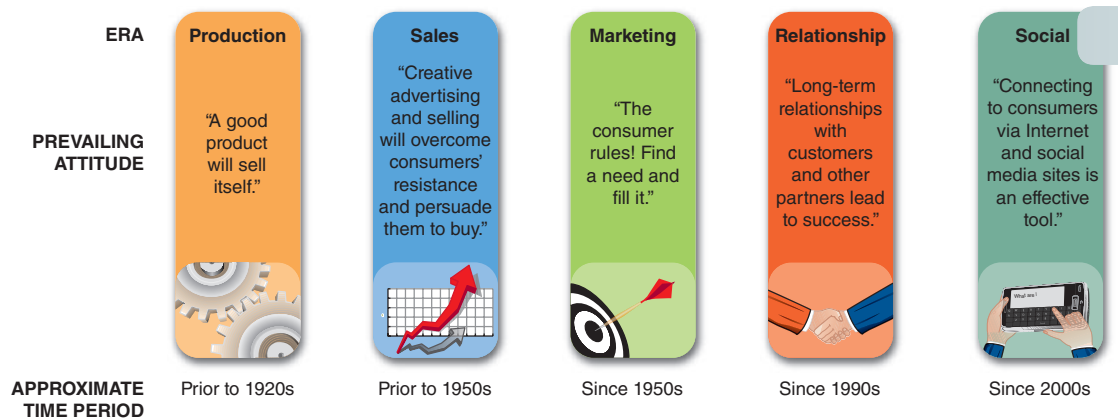 ERA
Production
Sales
Marketing
Relationship
Social
PREVAILING
ATTITUDE
“A good
product
will sell
itself.”
“Creative
advertising
and selling
will overcome
consumers’
resistance
and persuade
them to buy.”
“The
consumer
rules! Find
a need and
fill it.”
“Long-term
relationships
with
customers
and other
partners lead
to success.”
“Connecting
to consumers
via Internet
and social
media sites is
an effective
tool.”
What are
APPROXIMATE
TIME PERIOD
Prior to 1920s
Prior to 1950s
Since 1950s
Since 1990s
Since 2000s